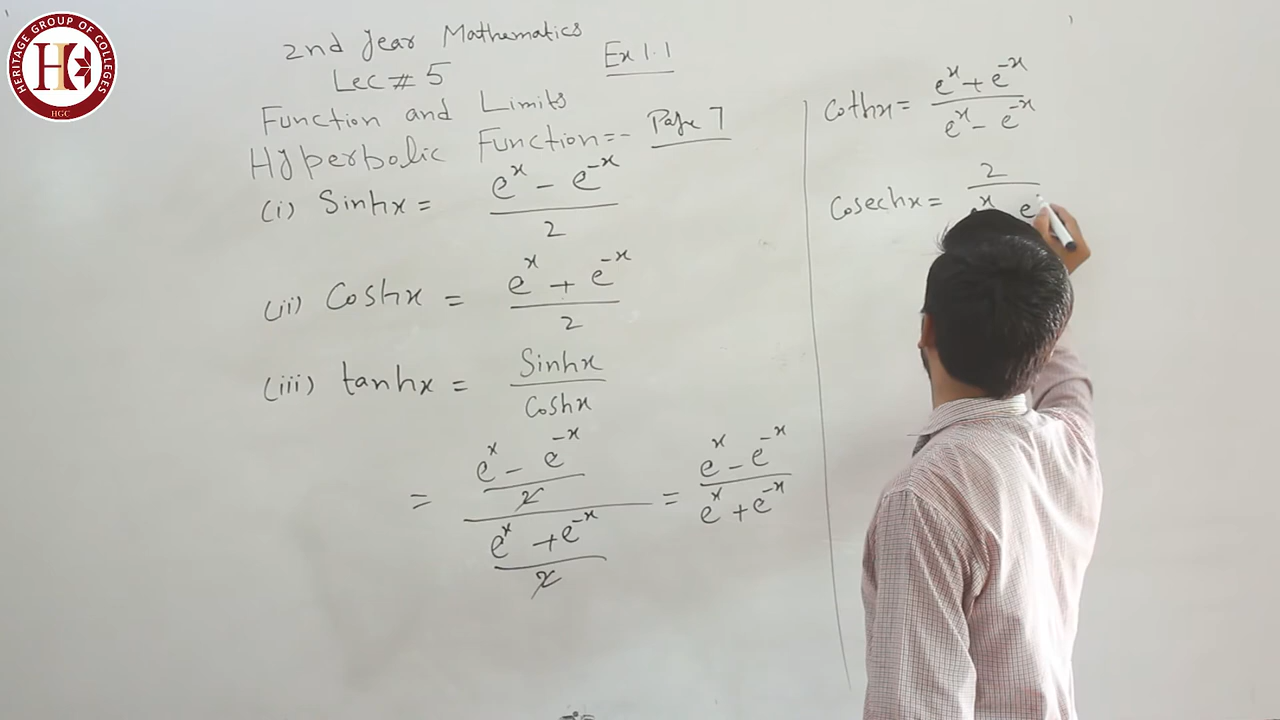 HERITAGE GROUP OF COLLEGES
HGC
2nd Year Mathematics
Lec # 5 Ex 1.1
Function and Limits
Hyperbolic Function:- Page 7
(i) Sinhx = (e^x - e^-x)/2
(ii) Coshx = (e^x + e^-x)/2
(iii) tanhx = Sinhx/Coshx
= ((e^x - e^-x)/2)/((e^x + e^-x)/2) = (e^x - e^-x)/(e^x + e^-x)
Cothx = (e^x + e^-x)/(e^x - e^-x)
Cosechx = 2/